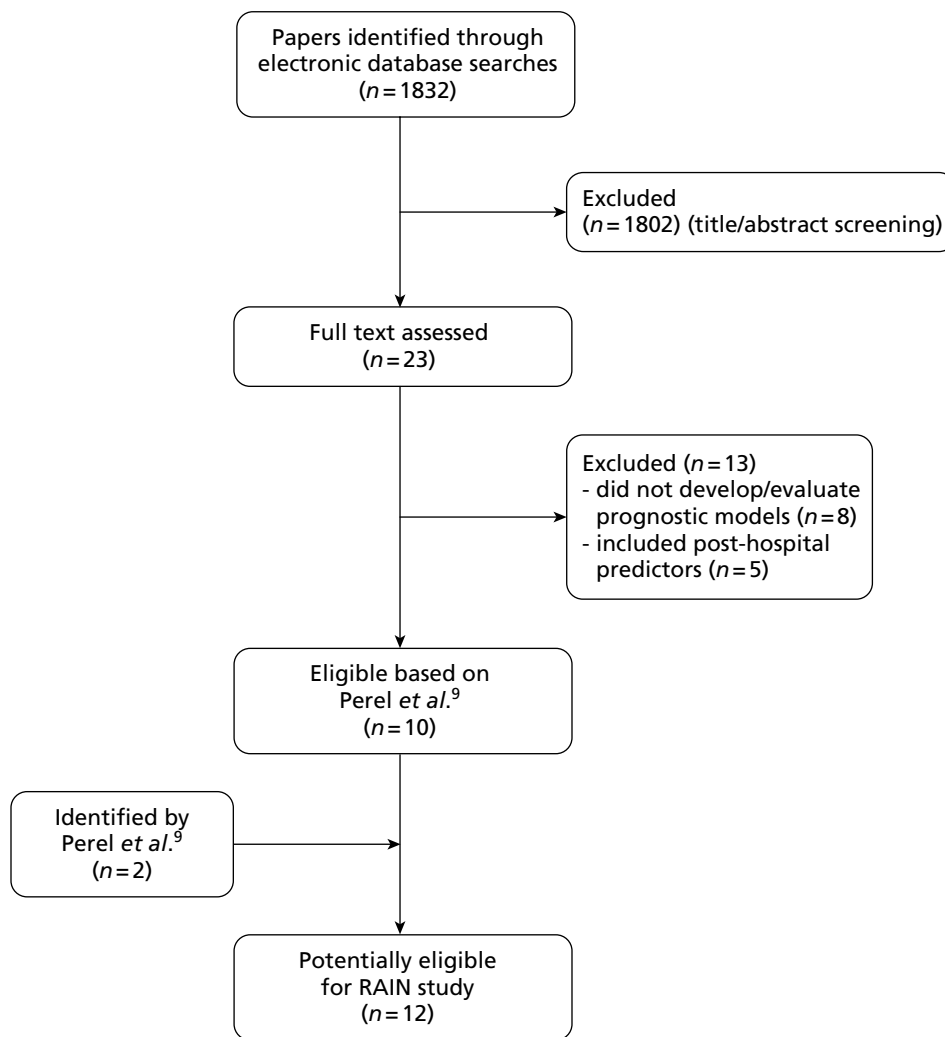 Papers identified through
electronic database searches
(n=1832)
Excluded
(n=1802) (title/abstract screening)
Full text assessed
(n=23)
Excluded (n=13)
- did not develop/evaluate
prognostic models (n=8)
- included post-hospital
predictors (n=5)
Eligible based on
Perel et al.⁹
(n=10)
Identified by
Perel et al.⁹
(n=2)
Potentially eligible
for RAIN study
(n=12)